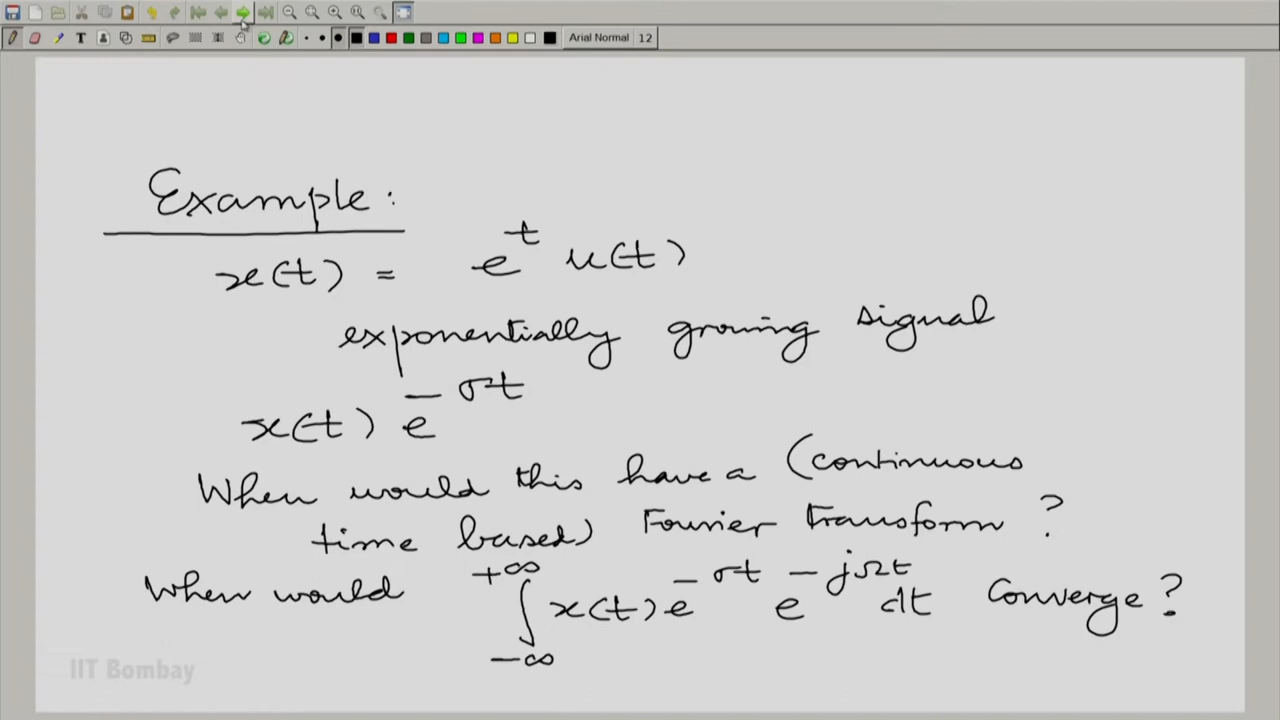 Arial Normal 12
Example:
x(t) = e^t u(t)
exponentially growing signal
x(t) e^{-σt}
When would this have a (continuous
time based) Fourier Transform ?
When would ∫_{-∞}^{+∞} x(t) e^{-σt} e^{-jΩt} dt Converge ?
IIT Bombay